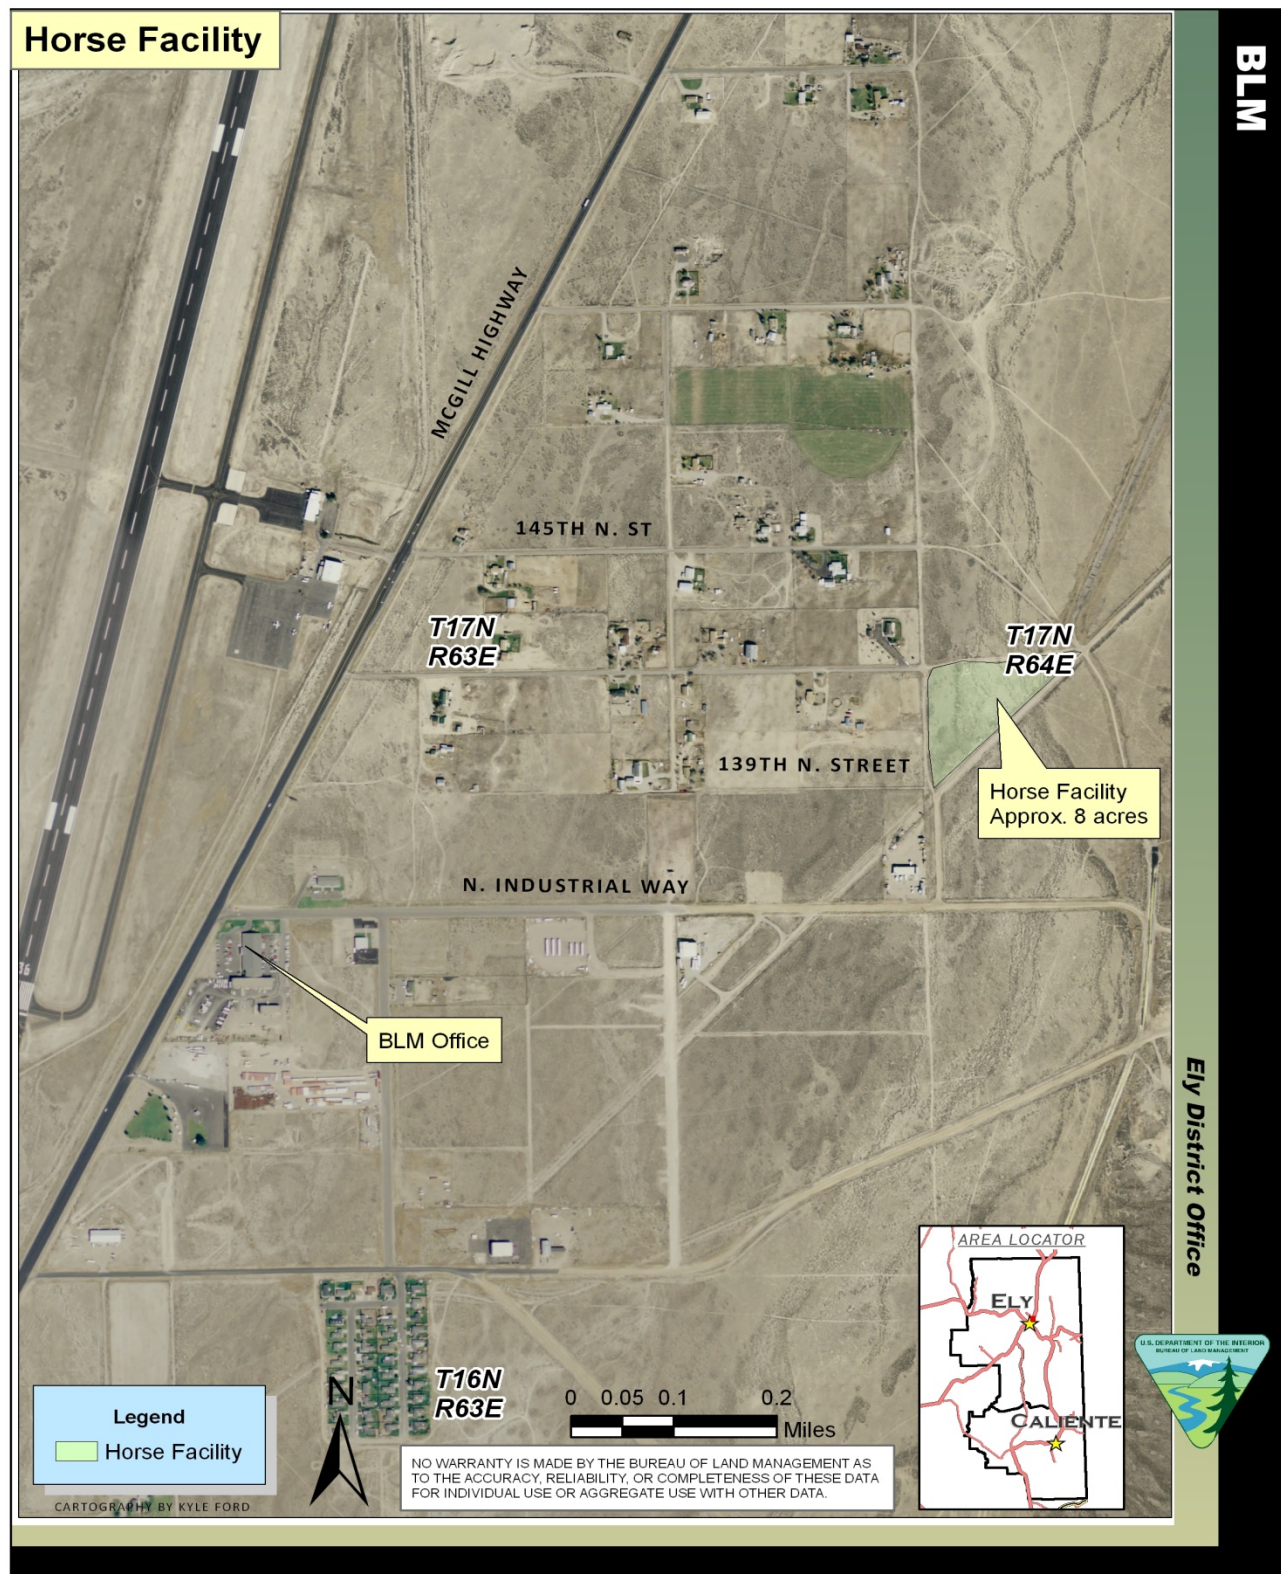 Horse Facility
BLM
MCGILL HIGHWAY
145TH N. ST
T17N
R63E
T17N
R64E
139TH N. STREET
Horse Facility
Approx. 8 acres
N. INDUSTRIAL WAY
36
BLM Office
Ely District Office
AREA LOCATOR
ELY
CALIENTE
U.S. DEPARTMENT OF THE INTERIOR
BUREAU OF LAND MANAGEMENT
T16N
R63E
N
0 0.05 0.1 0.2
Miles
Legend
Horse Facility
NO WARRANTY IS MADE BY THE BUREAU OF LAND MANAGEMENT AS
TO THE ACCURACY, RELIABILITY, OR COMPLETENESS OF THESE DATA
FOR INDIVIDUAL USE OR AGGREGATE USE WITH OTHER DATA.
CARTOGRAPHY BY KYLE FORD